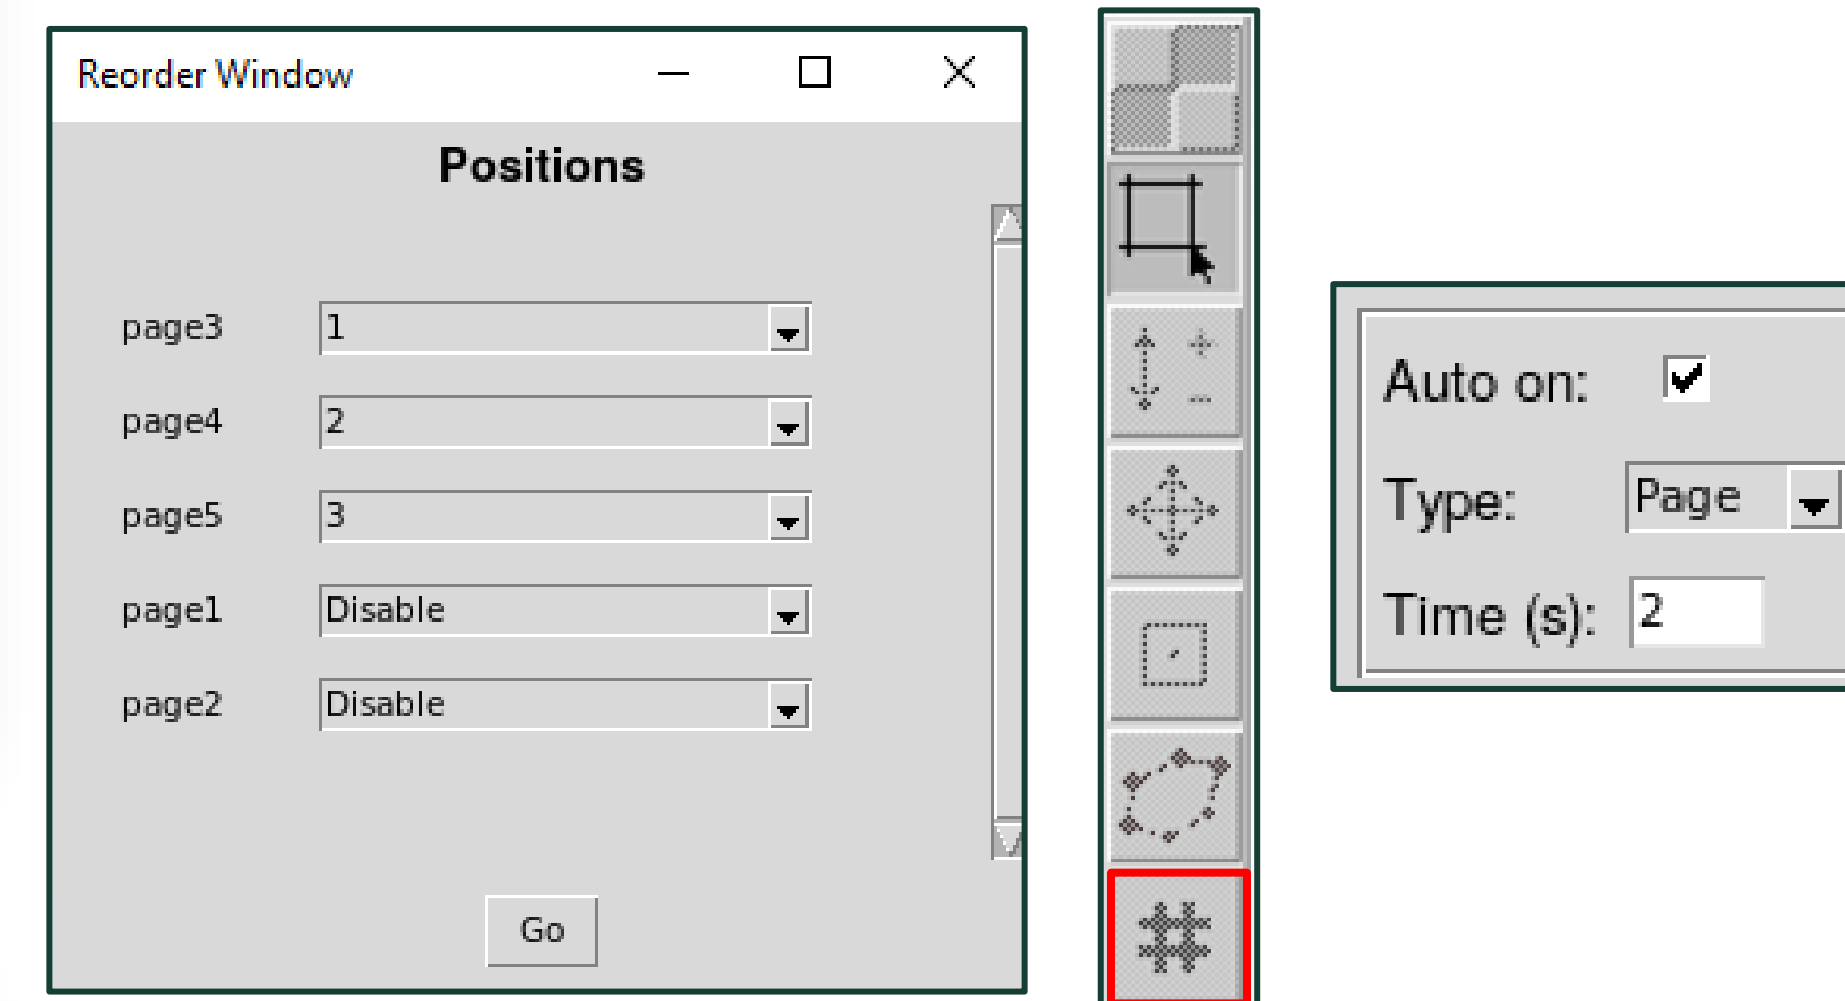 Reorder Window
Positions
page3 1
page4 2
page5 3
page1 Disable
page2 Disable
Go
Auto on:
Type: Page
Time (s): 2